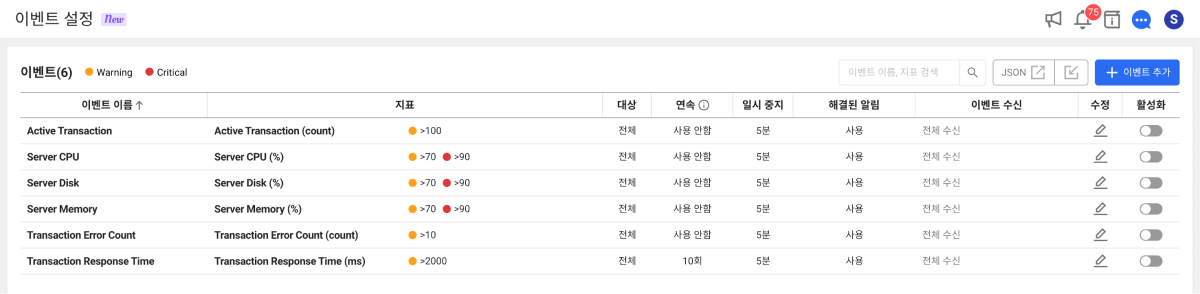 이벤트 설정 New
75
S
이벤트(6) Warning Critical
이벤트 이름, 지표 검색 JSON 이벤트 추가
이벤트 이름 지표 대상 연속 일시 중지 해결된 알림 이벤트 수신 수정 활성화
Active Transaction Active Transaction (count) >100 전체 사용 안함 5분 사용 전체 수신
Server CPU Server CPU (%) >70 >90 전체 사용 안함 5분 사용 전체 수신
Server Disk Server Disk (%) >70 >90 전체 사용 안함 5분 사용 전체 수신
Server Memory Server Memory (%) >70 >90 전체 사용 안함 5분 사용 전체 수신
Transaction Error Count Transaction Error Count (count) >10 전체 사용 안함 5분 사용 전체 수신
Transaction Response Time Transaction Response Time (ms) >2000 전체 10회 5분 사용 전체 수신